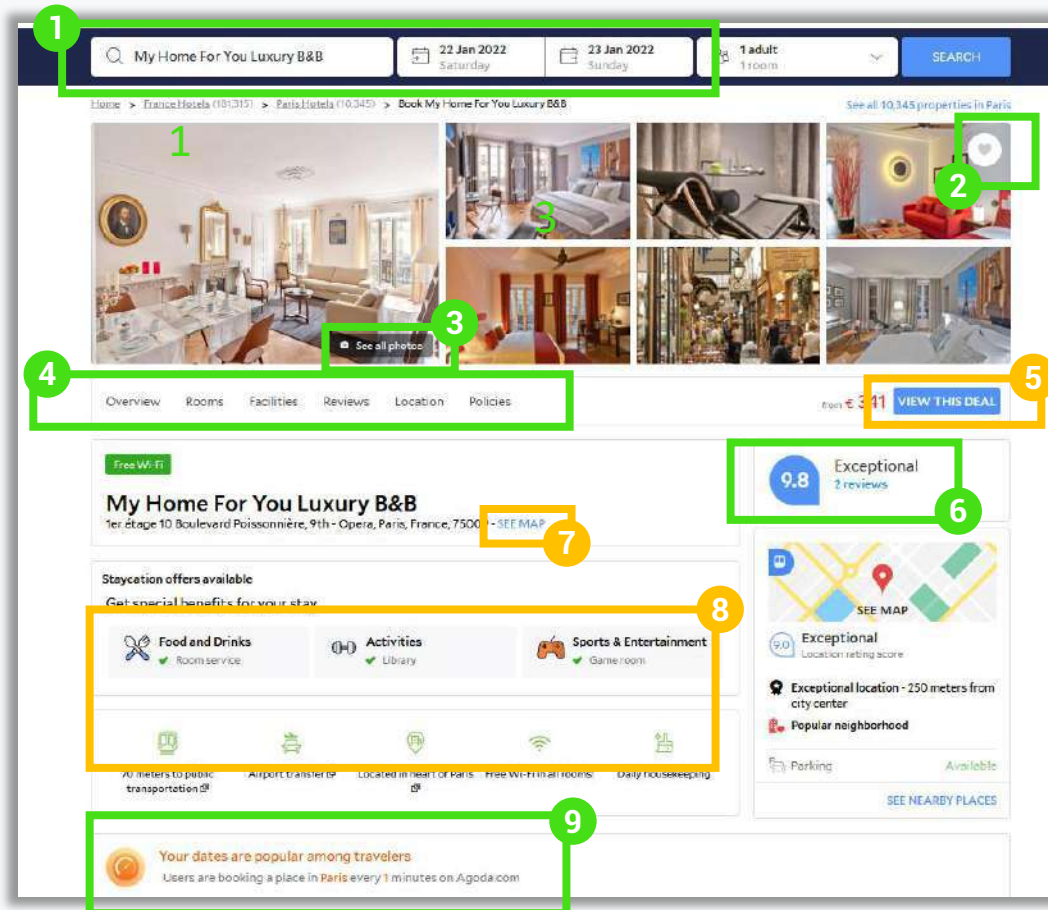 1
My Home For You Luxury B&B
22 Jan 2022
Saturday
23 Jan 2022
Sunday
1 adult
1 room
SEARCH
Home > France Hotels (181,315) > Paris Hotels (10,345) > Book My Home For You Luxury B&B
See all 10,345 properties in Paris
1
2
3
3
See all photos
4
Overview
Rooms
Facilities
Reviews
Location
Policies
from € 341
VIEW THIS DEAL
5
Free Wi-Fi
My Home For You Luxury B&B
1er étage 10 Boulevard Poissonnière, 9th - Opera, Paris, France, 75009 - SEE MAP
7
9.8
Exceptional
2 reviews
6
Staycation offers available
Get special benefits for your stay
8
Food and Drinks
Room service
Activities
Library
Sports & Entertainment
Game room
70 meters to public
transportation
Airport transfer
Located in heart of Paris
Free Wi-Fi in all rooms!
Daily housekeeping
SEE MAP
9.0
Exceptional
Location rating score
Exceptional location - 250 meters from
city center
Popular neighborhood
Parking
Available
SEE NEARBY PLACES
9
Your dates are popular among travelers
Users are booking a place in Paris every 1 minutes on Agoda.com